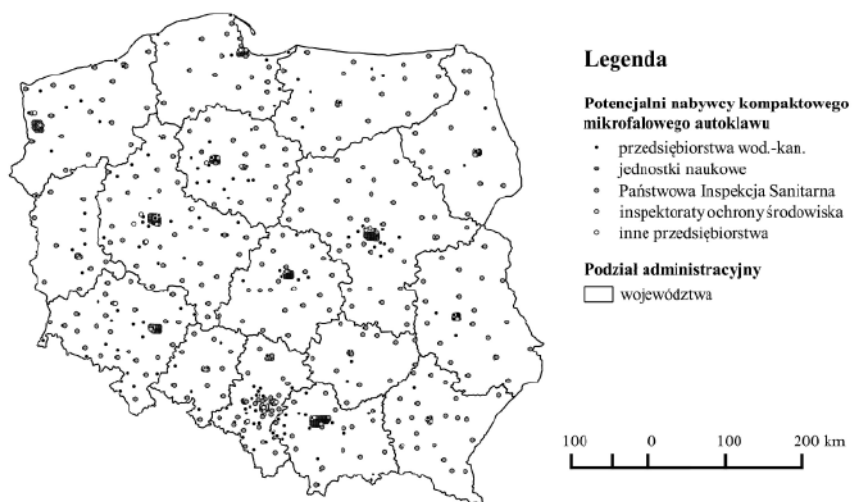 Legenda
Potencjalni nabywcy kompaktowego
mikrofalowego autoklawu
przedsiębiorstwa wod.-kan.
jednostki naukowe
Państwowa Inspekcja Sanitarna
inspektoraty ochrony środowiska
inne przedsiębiorstwa
Podział administracyjny
województwa
100 0 100 200 km